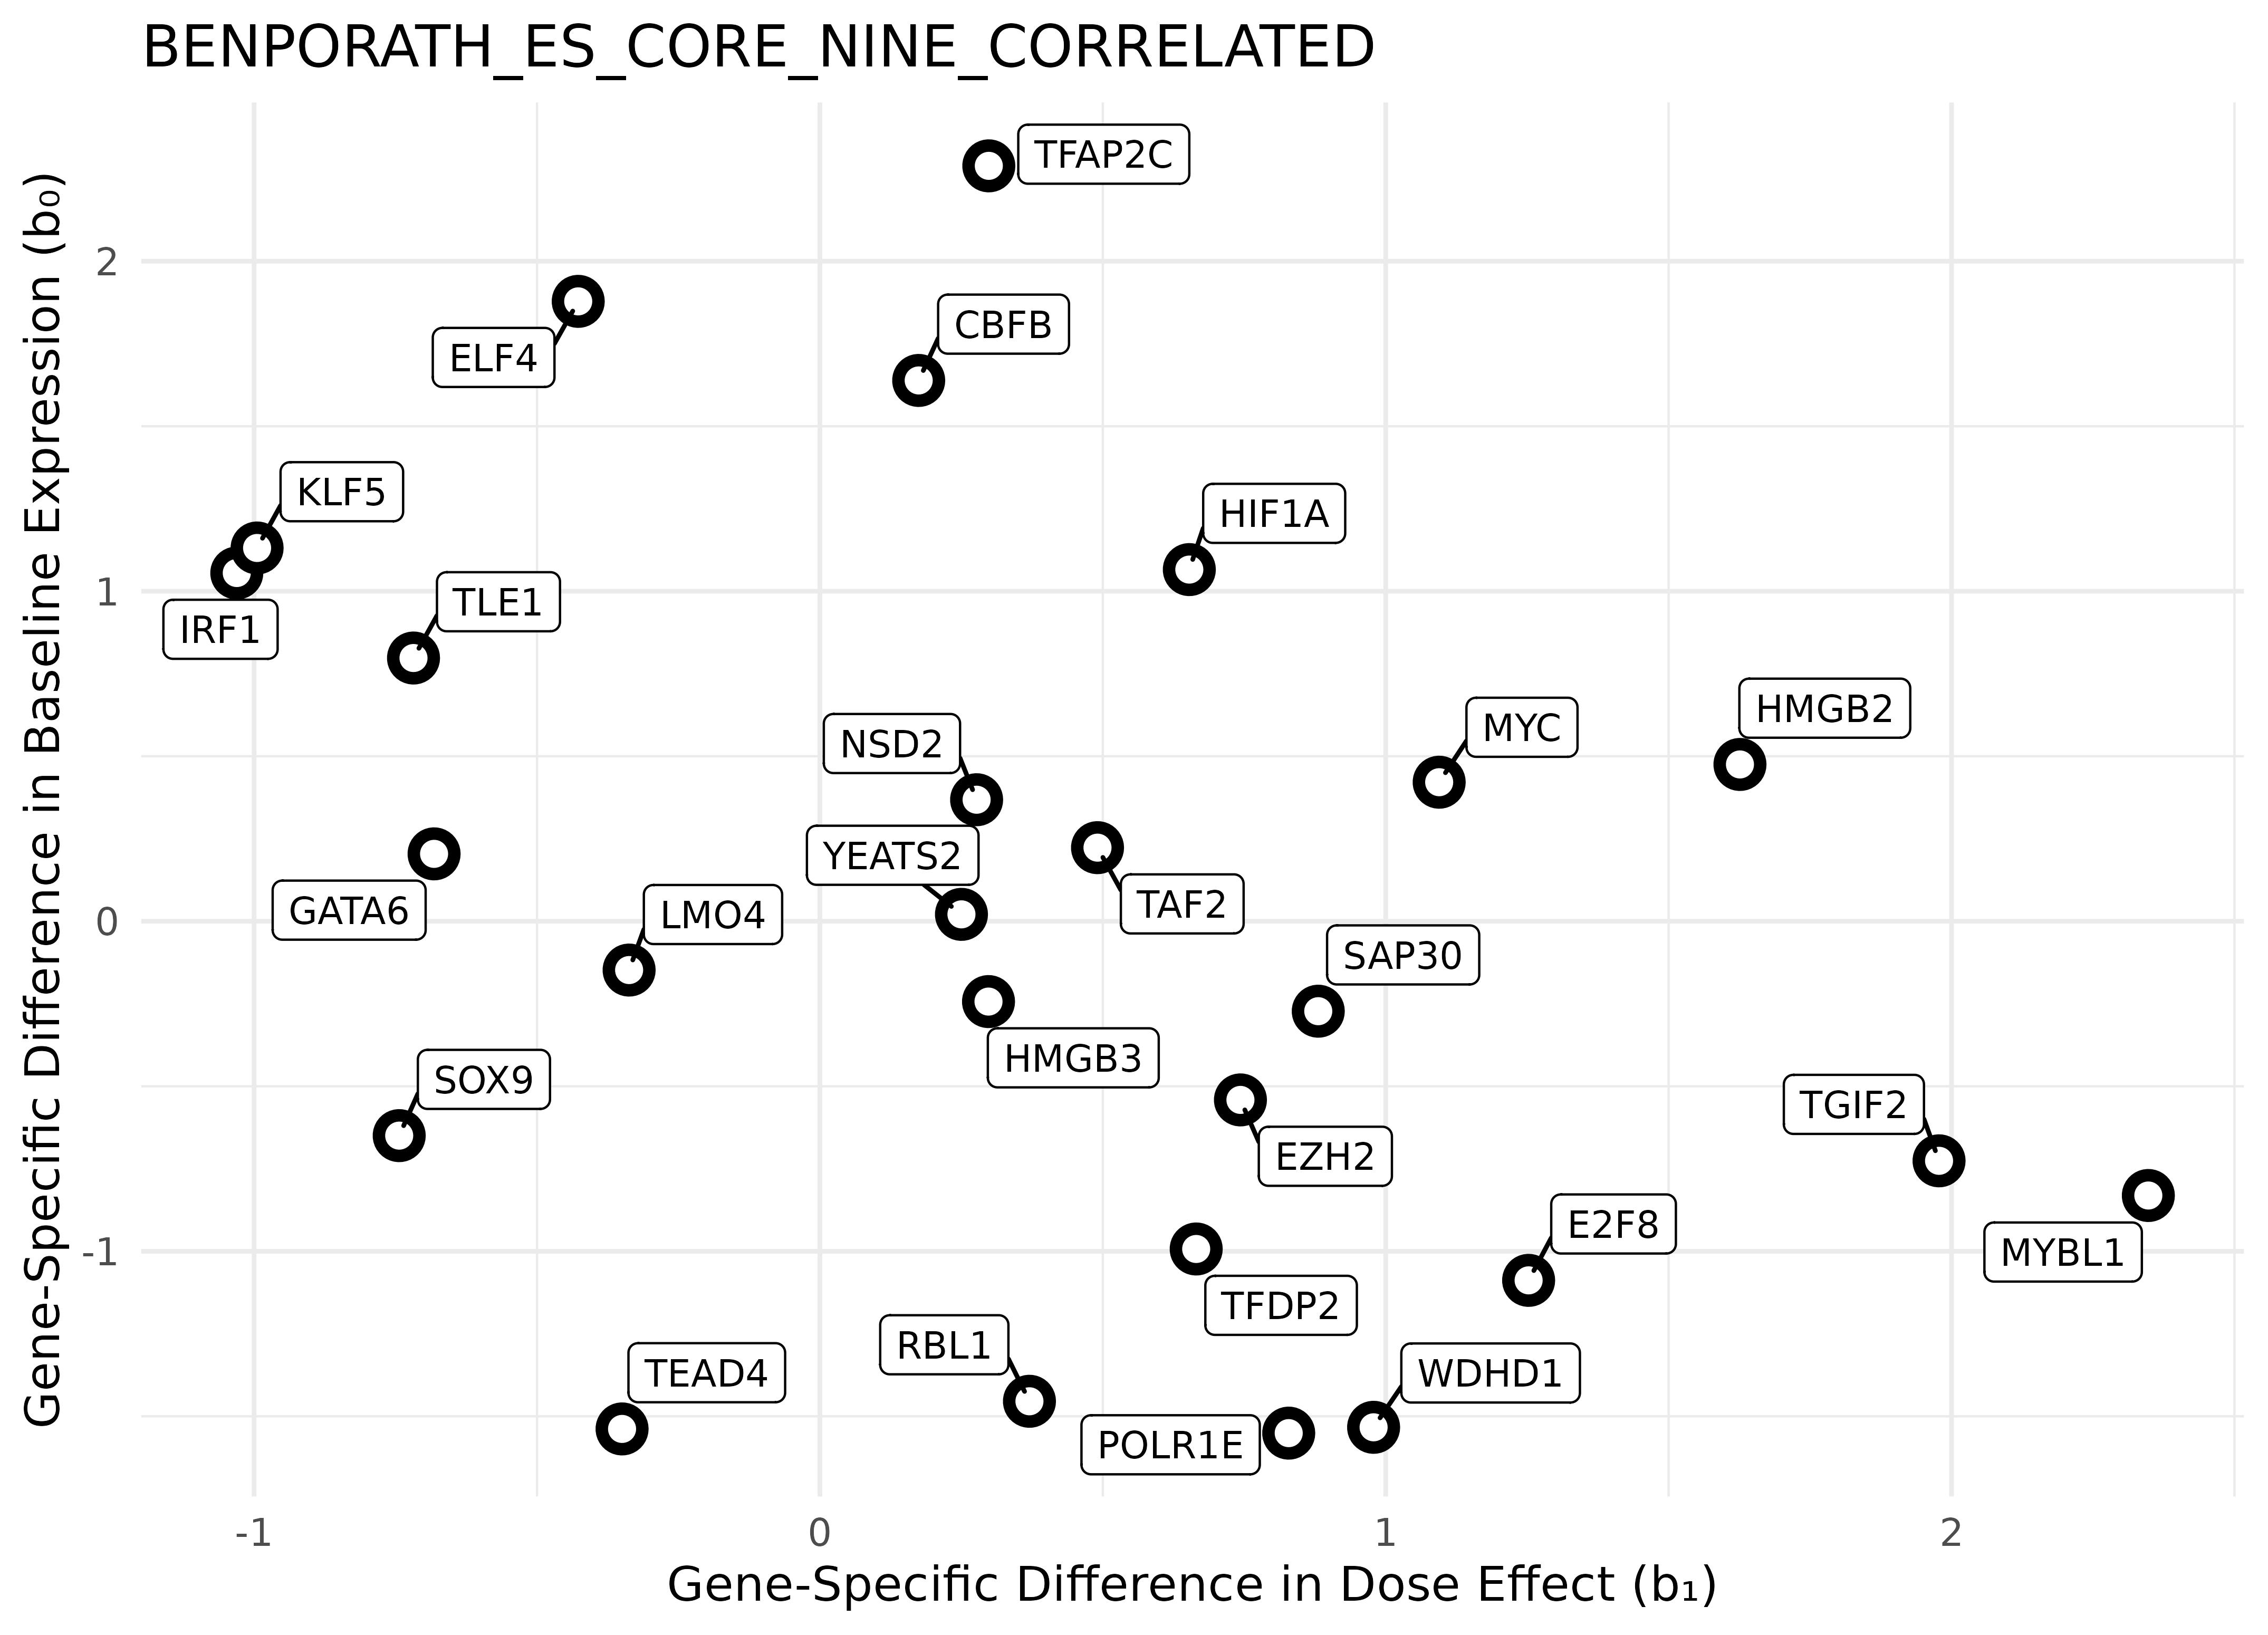 BENPORATH_ES_CORE_NINE_CORRELATED
Gene-Specific Difference in Baseline Expression (b₀)
2
1
0
-1
TFAP2C
CBFB
ELF4
KLF5
HIF1A
TLE1
IRF1
HMGB2
MYC
NSD2
YEATS2
TAF2
GATA6
LMO4
SAP30
HMGB3
SOX9
TGIF2
EZH2
E2F8
MYBL1
TFDP2
RBL1
TEAD4
WDHD1
POLR1E
-1
0
1
2
Gene-Specific Difference in Dose Effect (b₁)